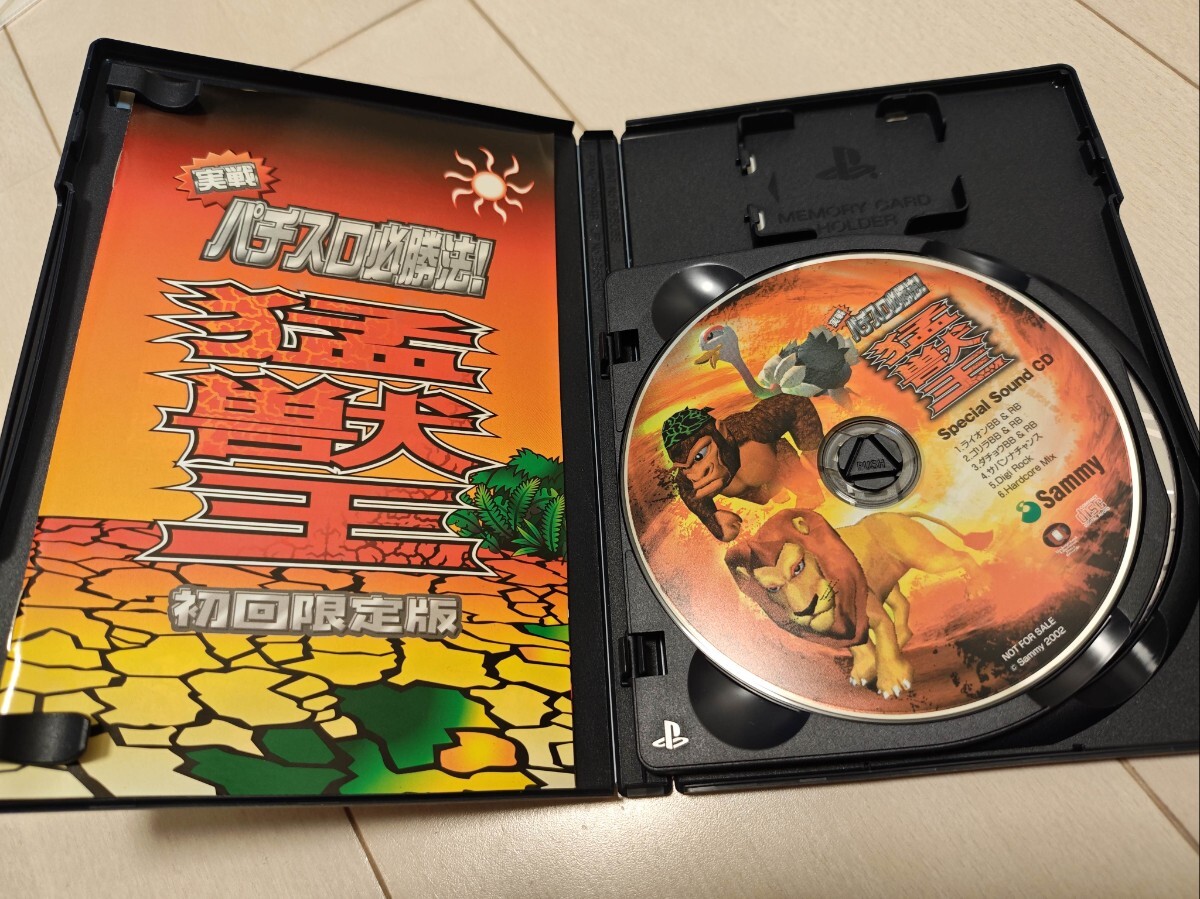 実戦
パチスロ必勝法!
猛獣王
初回限定版
MEMORY CARD
HOLDER
実戦
パチスロ必勝法!
猛獣王
Special Sound CD
1.ライオンBB & RB
2.ゴリラBB & RB
3.ダチョウBB & RB
4.サバンナチャンス
5.Digi Rock
6.Hardcore Mix
Sammy
PUSH
NOT FOR SALE
© Sammy 2002